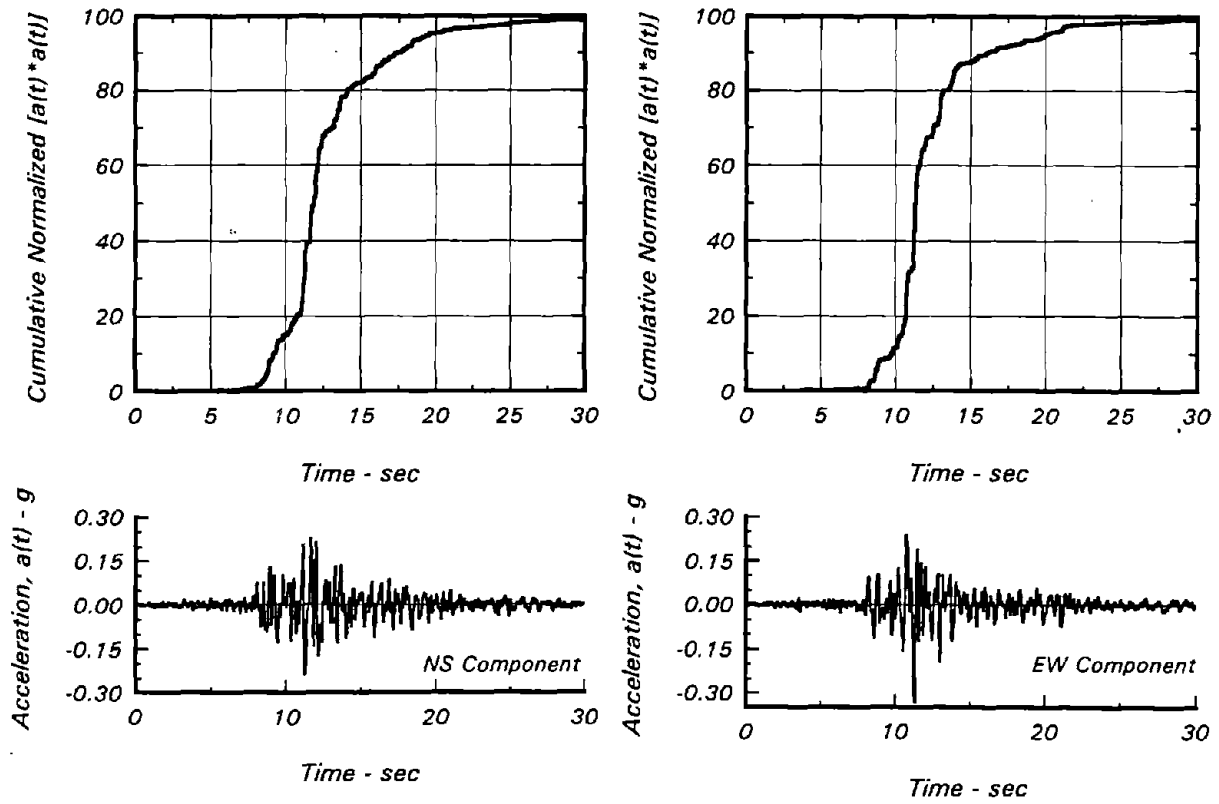 Cumulative Normalized [a(t)*a(t)]
100
80
60
40
20
0
0 5 10 15 20 25 30
Time - sec
Cumulative Normalized [a(t)*a(t)]
100
80
60
40
20
0
0 5 10 15 20 25 30
Time - sec
Acceleration, a(t) - g
0.30
0.15
0.00
-0.15
-0.30
NS Component
0 10 20 30
Time - sec
Acceleration, a(t) - g
0.30
0.15
0.00
-0.15
-0.30
EW Component
0 10 20 30
Time - sec